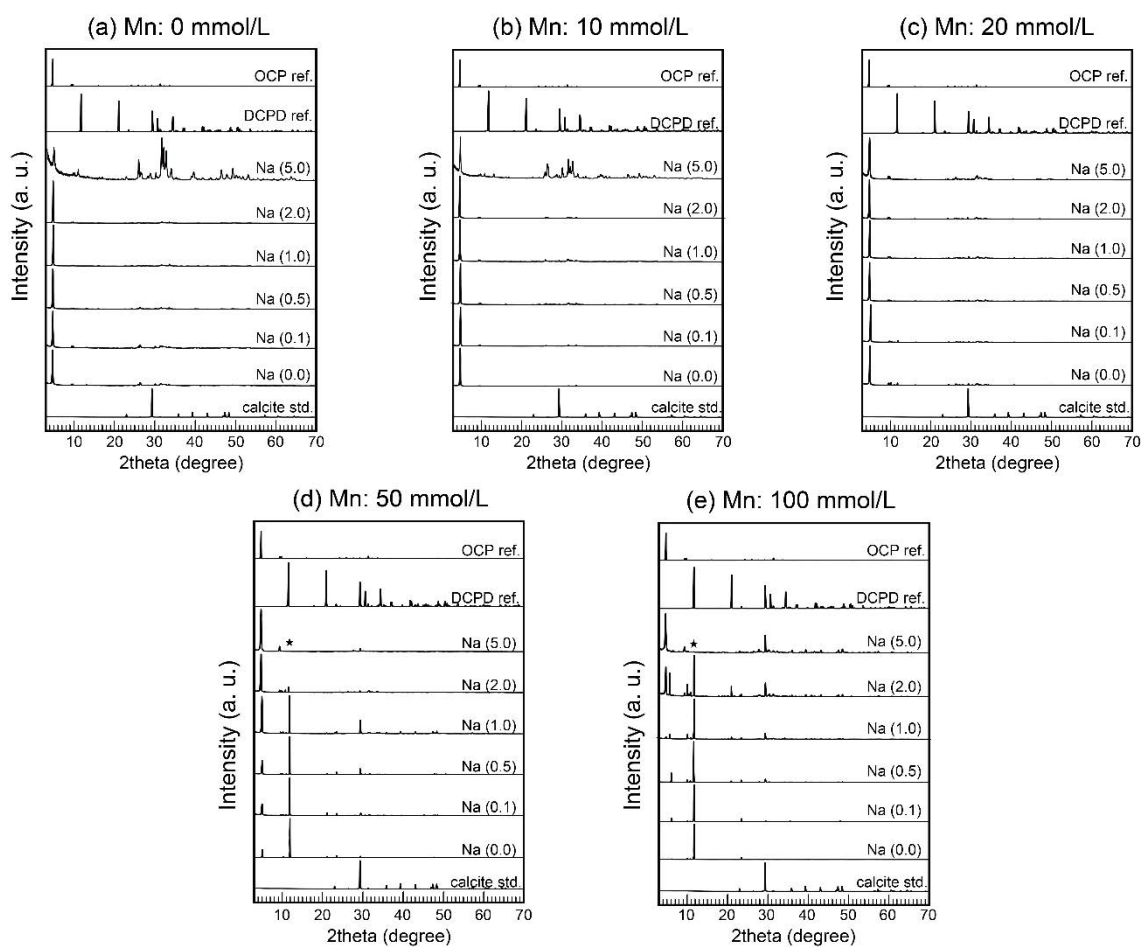 (a) Mn: 0 mmol/L
Intensity (a. u.)
OCP ref.
DCPD ref.
Na (5.0)
Na (2.0)
Na (1.0)
Na (0.5)
Na (0.1)
Na (0.0)
calcite std.
10 20 30 40 50 60 70
2theta (degree)
(b) Mn: 10 mmol/L
Intensity (a. u.)
OCP ref.
DCPD ref.
Na (5.0)
Na (2.0)
Na (1.0)
Na (0.5)
Na (0.1)
Na (0.0)
calcite std.
10 20 30 40 50 60 70
2theta (degree)
(c) Mn: 20 mmol/L
Intensity (a. u.)
OCP ref.
DCPD ref.
Na (5.0)
Na (2.0)
Na (1.0)
Na (0.5)
Na (0.1)
Na (0.0)
calcite std.
10 20 30 40 50 60 70
2theta (degree)
(d) Mn: 50 mmol/L
Intensity (a. u.)
OCP ref.
DCPD ref.
★
Na (5.0)
Na (2.0)
Na (1.0)
Na (0.5)
Na (0.1)
Na (0.0)
calcite std.
10 20 30 40 50 60 70
2theta (degree)
(e) Mn: 100 mmol/L
Intensity (a. u.)
OCP ref.
DCPD ref.
★
Na (5.0)
Na (2.0)
Na (1.0)
Na (0.5)
Na (0.1)
Na (0.0)
calcite std.
10 20 30 40 50 60 70
2theta (degree)